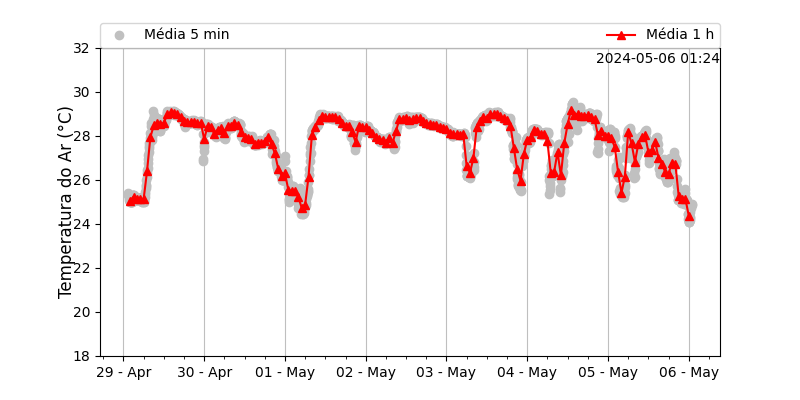 Média 5 min
Média 1 h
2024-05-06 01:24
Temperatura do Ar (°C)
32
30
28
26
24
22
20
18
29 - Apr
30 - Apr
01 - May
02 - May
03 - May
04 - May
05 - May
06 - May